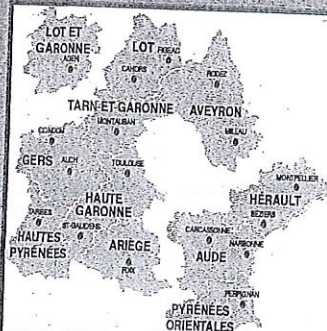 LOT ET
GARONNE
AGEN
LOT
FIGEAC
CAHORS
RODEZ
TARN-ET-GARONNE
MONTAUBAN
AVEYRON
MILLAU
CONDOM
GERS
AUCH
TOULOUSE
MONTPELLIER
HÉRAULT
BÉZIERS
HAUTE
GARONNE
TARBES
ST-GAUDENS
CARCASSONNE
NARBONNE
AUDE
HAUTES
PYRÉNÉES
ARIÈGE
FOIX
PERPIGNAN
PYRÉNÉES
ORIENTALES